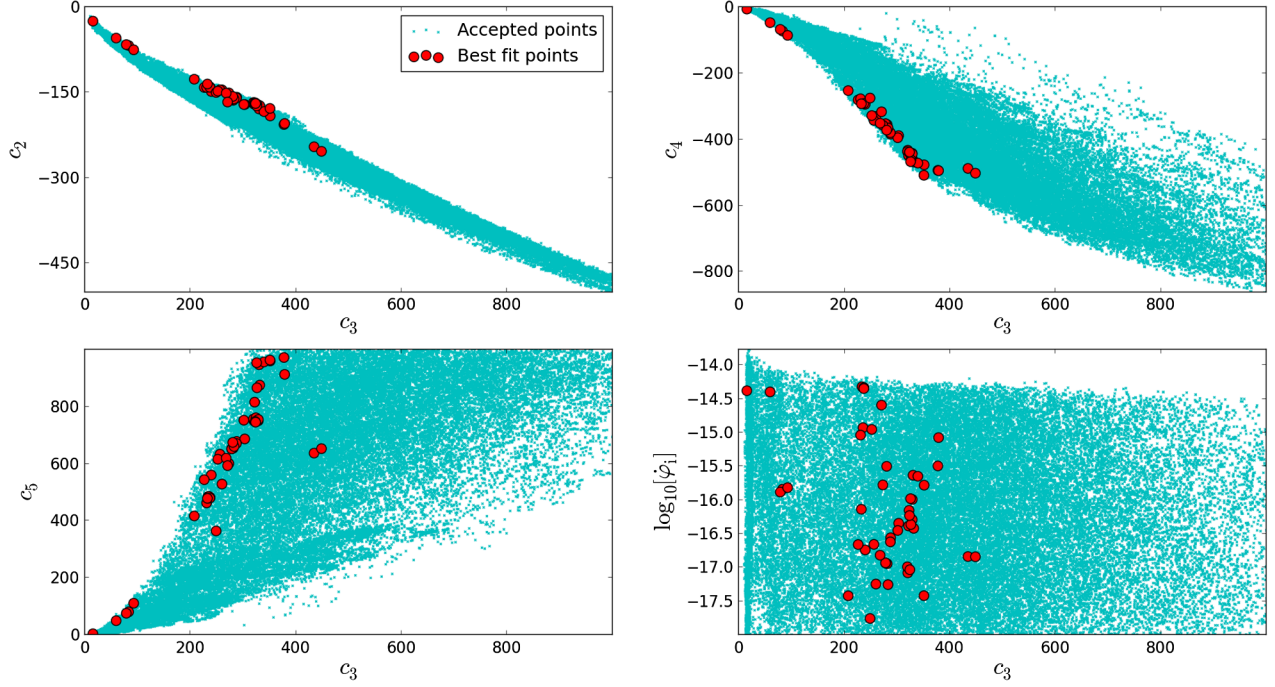 0
−150
−300
−450
c₂
0 200 400 600 800
c₃
Accepted points
Best fit points
0
−200
−400
−600
−800
c₄
0 200 400 600 800
c₃
800
600
400
200
0
c₅
0 200 400 600 800
c₃
−14.0
−14.5
−15.0
−15.5
−16.0
−16.5
−17.0
−17.5
log₁₀[φ̇ᵢ]
0 200 400 600 800
c₃